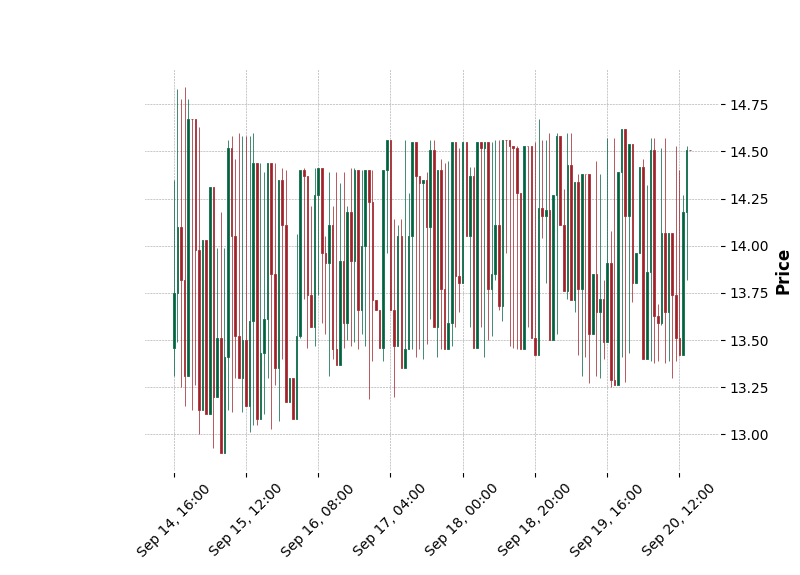 14.75
14.50
14.25
14.00
13.75
13.50
13.25
13.00
Price
Sep 14, 16:00
Sep 15, 12:00
Sep 16, 08:00
Sep 17, 04:00
Sep 18, 00:00
Sep 18, 20:00
Sep 19, 16:00
Sep 20, 12:00